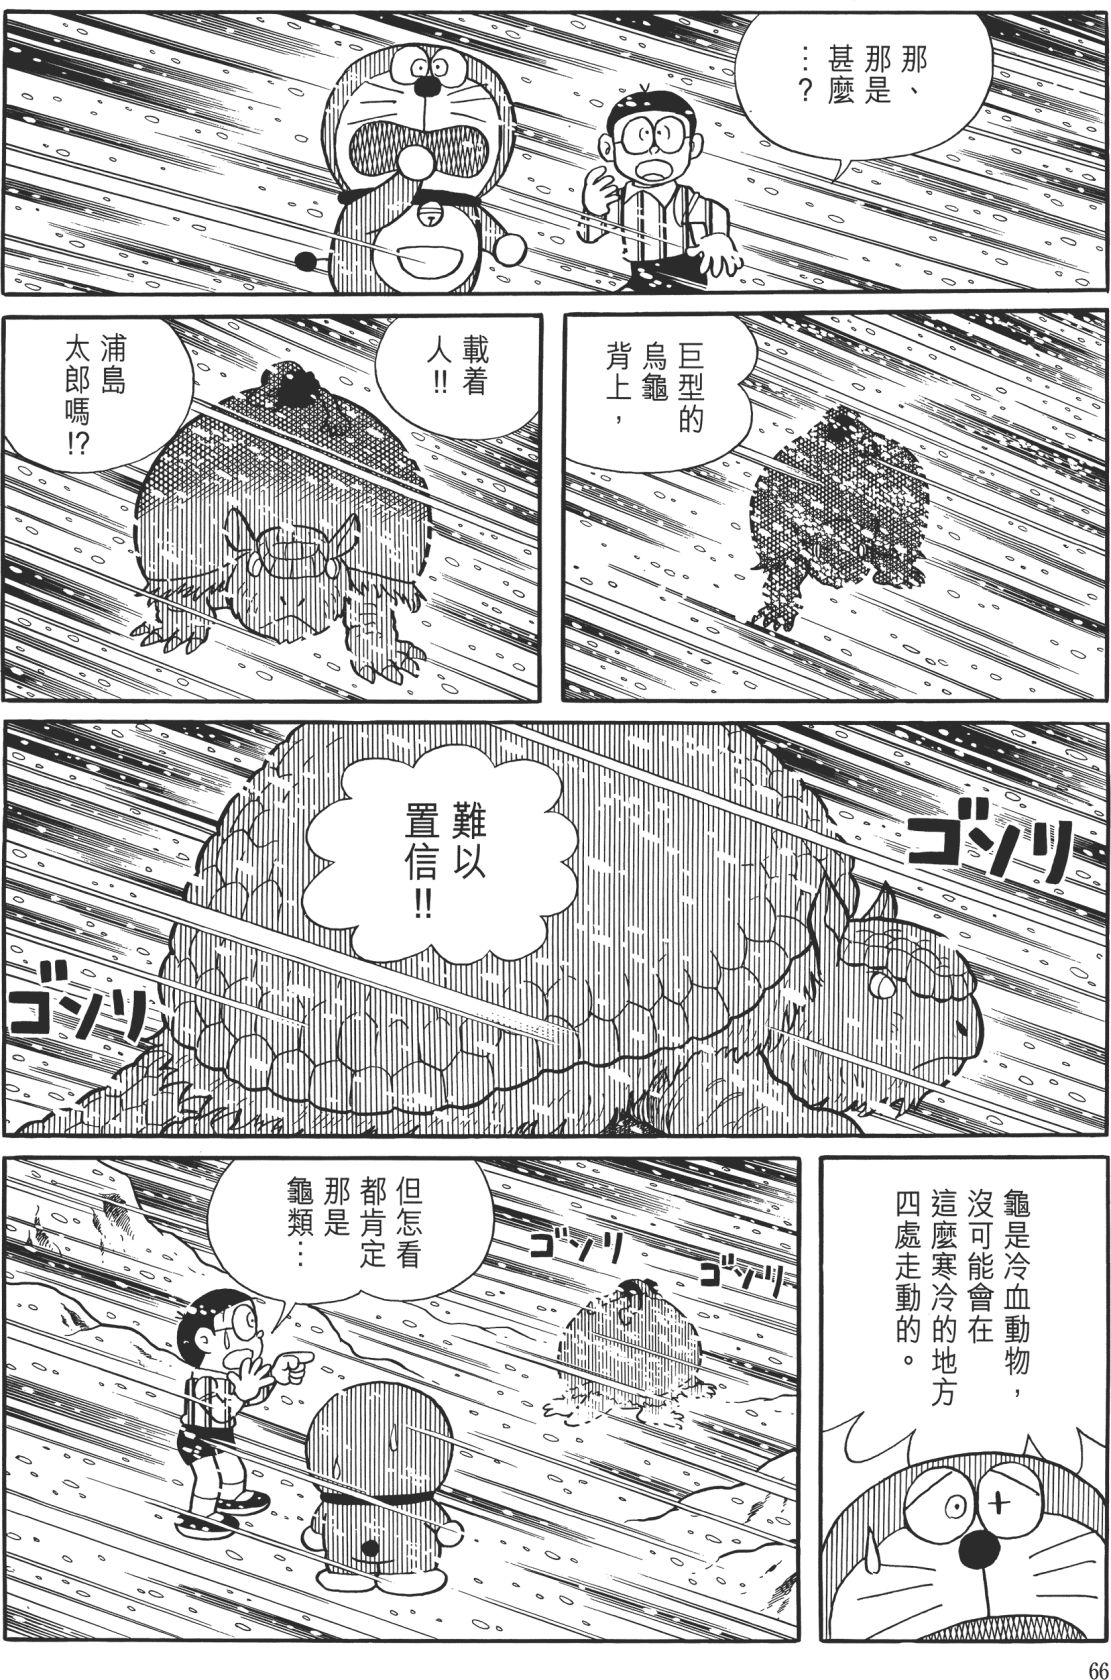 那、
那是
甚麼
…?
巨型的
烏龜
背上，
載着
人!!
浦島
太郎嗎!?
難以
置信!!
ゴソリ
ゴソリ
龜是冷血動物，
沒可能會在
這麼寒冷的地方
四處走動的。
但怎看
都肯定
那是
龜類…
ゴソリ
ゴソリ
66